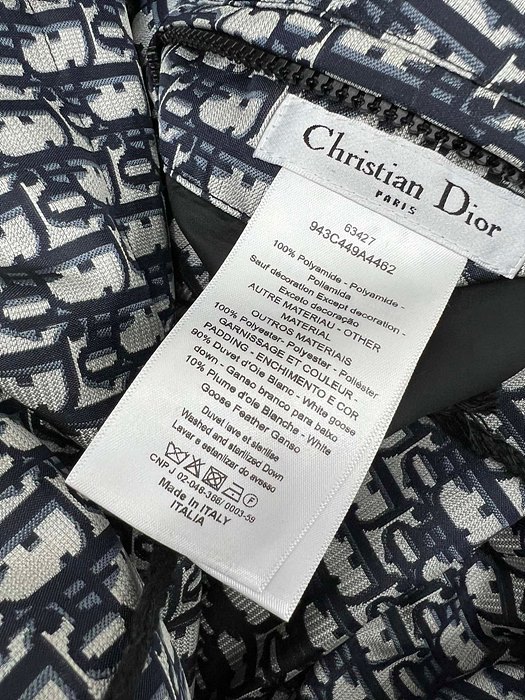 Christian Dior
PARIS
63427
943C449A4462
100% Polyamide - Polyamide -
Poliamida
Sauf décoration Except decoration -
Exceto decoração
AUTRE MATERIAU - OTHER
MATERIAL
OUTROS MATERIAIS
100% Polyester - Polyester - Poliéster
GARNISSAGE ET COULEUR -
PADDING - ENCHIMENTO E COR
90% Duvet d'Oie Blanc - White goose
down - Ganso branco para baixo
10% Plume d'Oie Blanche - White
Goose Feather Ganso
Duvet lavé et stérilisé
Washed and sterilized Down
Lavar a estanlizor do avesso
CNP J 02-048-366/ 0003-59
Made in ITALY
ITALIA